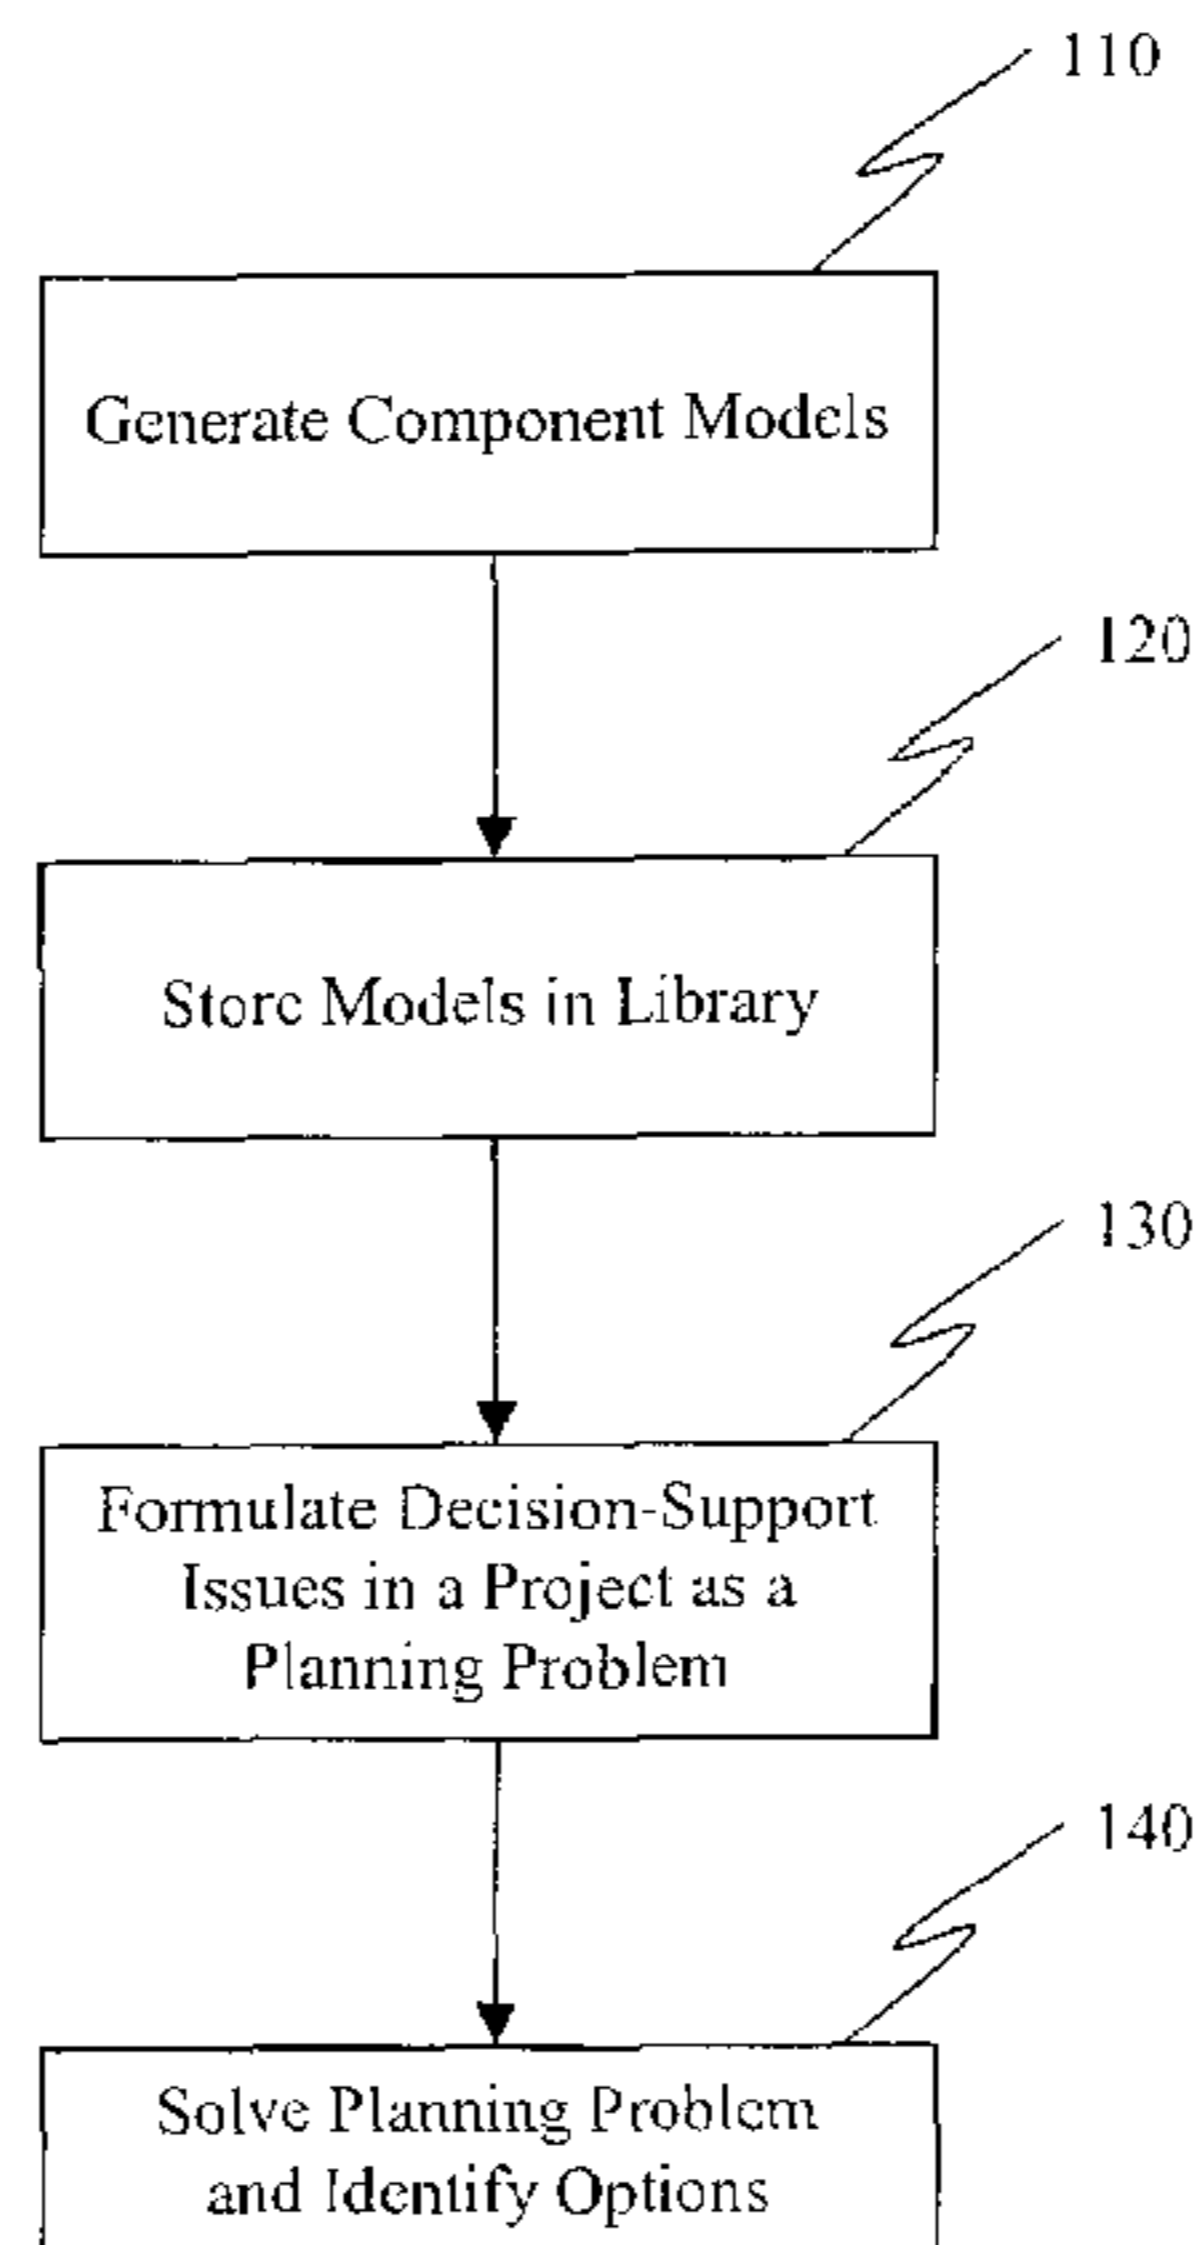 110
Generate Component Models
120
Store Models in Library
130
Formulate Decision-Support
Issues in a Project as a
Planning Problem
140
Solve Planning Problem
and Identify Options